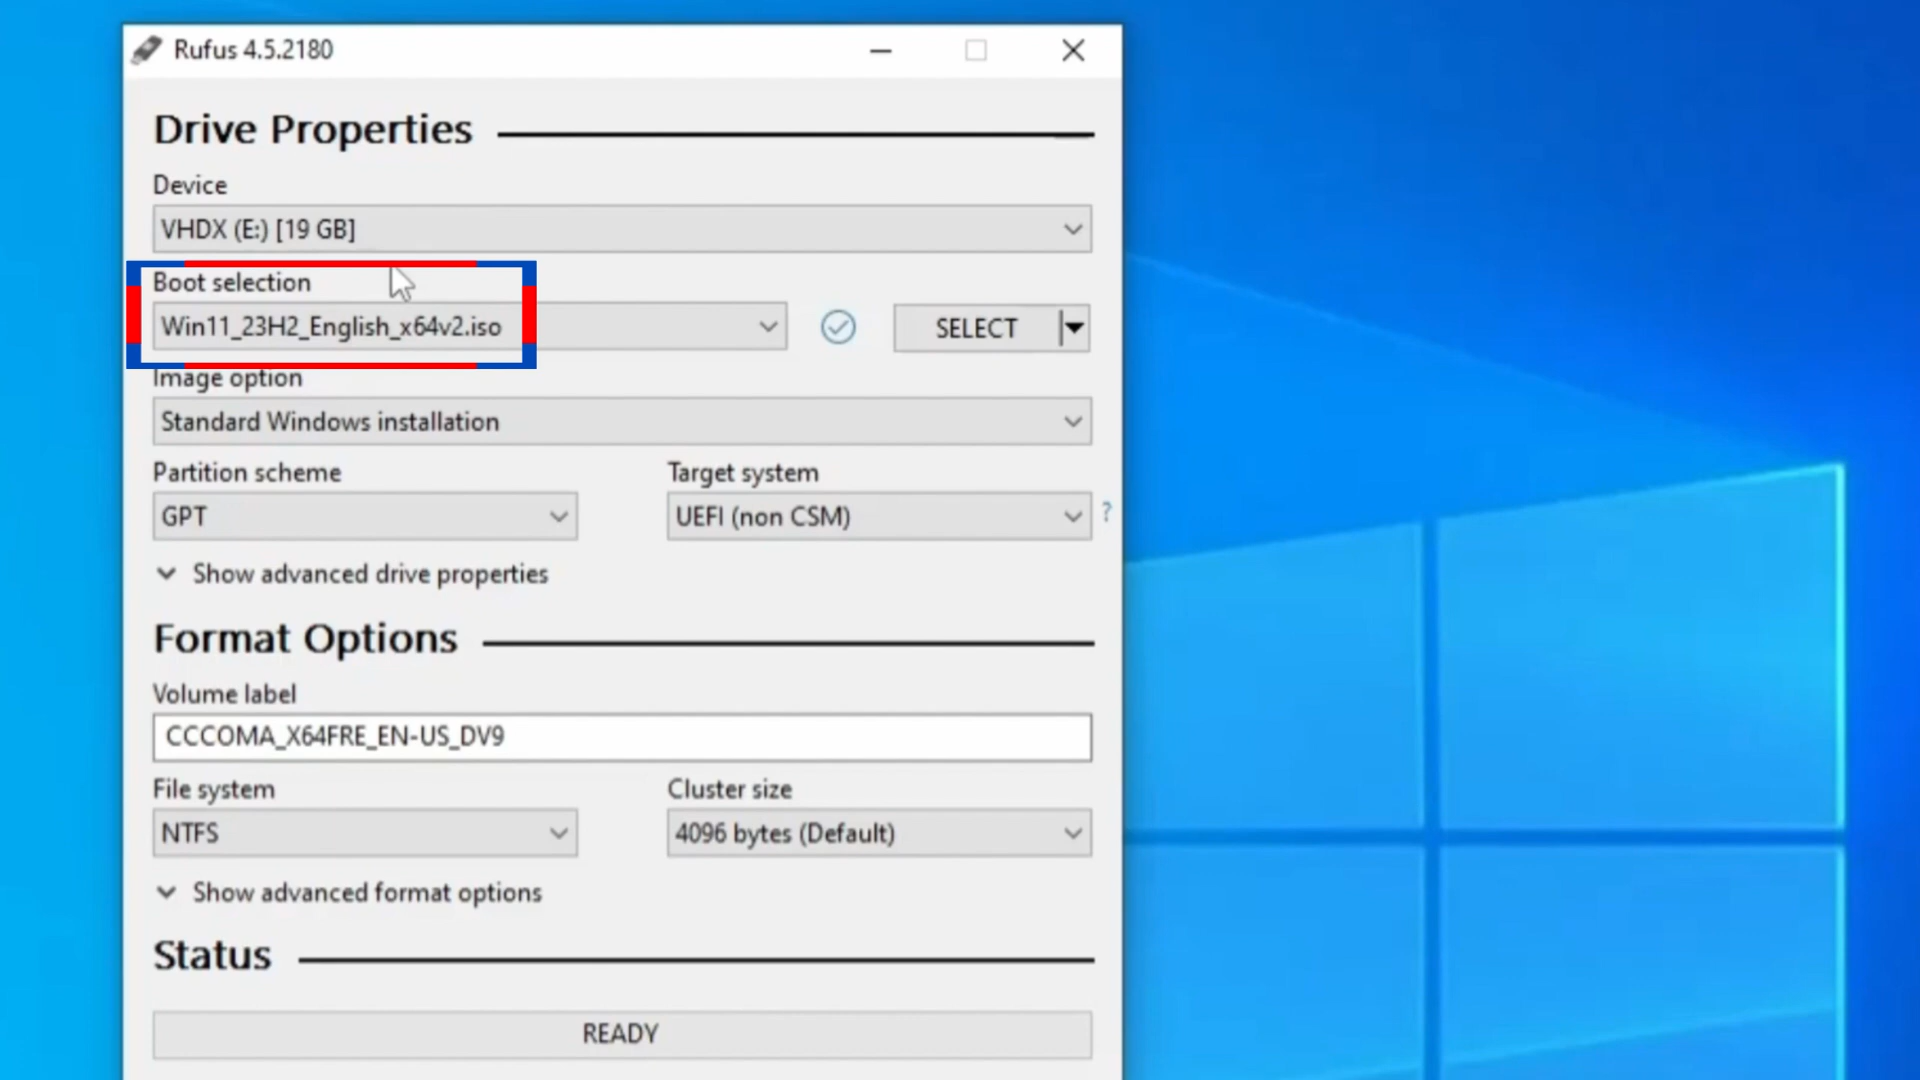 Rufus 4.5.2180
Drive Properties
Device
VHDX (E:) [19 GB]
Boot selection
Win11_23H2_English_x64v2.iso
SELECT
Image option
Standard Windows installation
Partition scheme
Target system
GPT
UEFI (non CSM)
?
Show advanced drive properties
Format Options
Volume label
CCCOMA_X64FRE_EN-US_DV9
File system
Cluster size
NTFS
4096 bytes (Default)
Show advanced format options
Status
READY